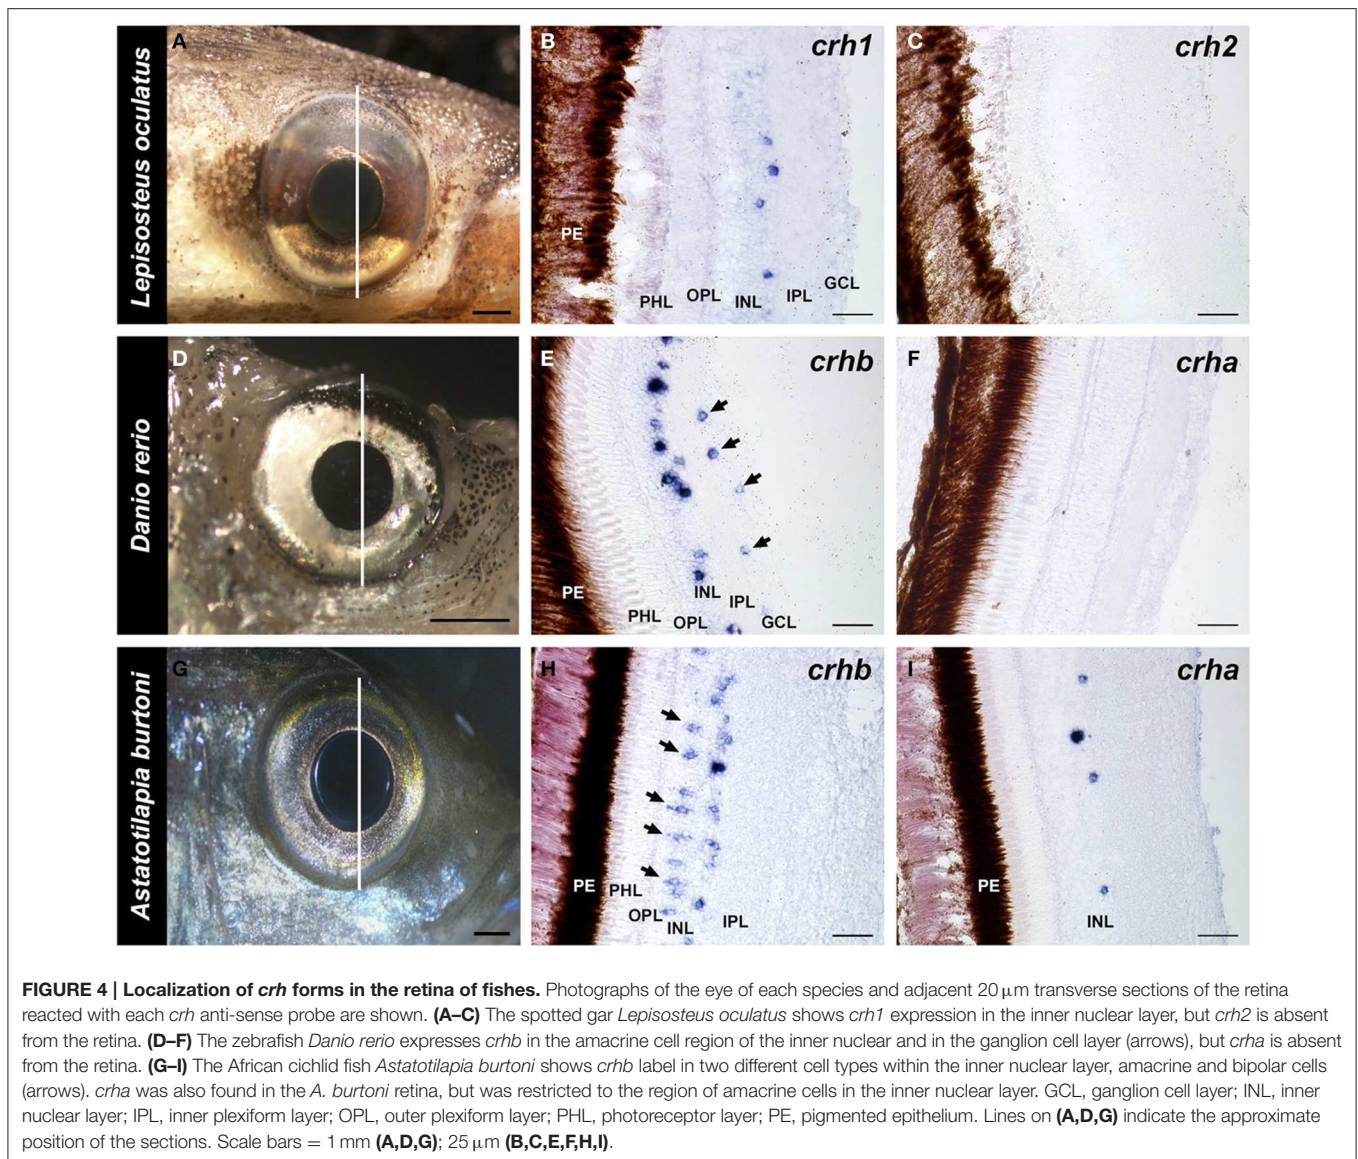 Lepisosteus oculatus
A
B
crh1
PE
PHL
OPL
INL
IPL
GCL
C
crh2
Danio rerio
D
E
crhb
PE
PHL
OPL
INL
IPL
GCL
F
crha
Astatotilapia burtoni
G
H
crhb
PE
PHL
OPL
INL
IPL
I
crha
PE
INL
FIGURE 4 | Localization of crh forms in the retina of fishes. Photographs of the eye of each species and adjacent 20 μm transverse sections of the retina
reacted with each crh anti-sense probe are shown. (A–C) The spotted gar Lepisosteus oculatus shows crh1 expression in the inner nuclear layer, but crh2 is absent
from the retina. (D–F) The zebrafish Danio rerio expresses crhb in the amacrine cell region of the inner nuclear and in the ganglion cell layer (arrows), but crha is absent
from the retina. (G–I) The African cichlid fish Astatotilapia burtoni shows crhb label in two different cell types within the inner nuclear layer, amacrine and bipolar cells
(arrows). crha was also found in the A. burtoni retina, but was restricted to the region of amacrine cells in the inner nuclear layer. GCL, ganglion cell layer; INL, inner
nuclear layer; IPL, inner plexiform layer; OPL, outer plexiform layer; PHL, photoreceptor layer; PE, pigmented epithelium. Lines on (A,D,G) indicate the approximate
position of the sections. Scale bars = 1 mm (A,D,G); 25 μm (B,C,E,F,H,I).